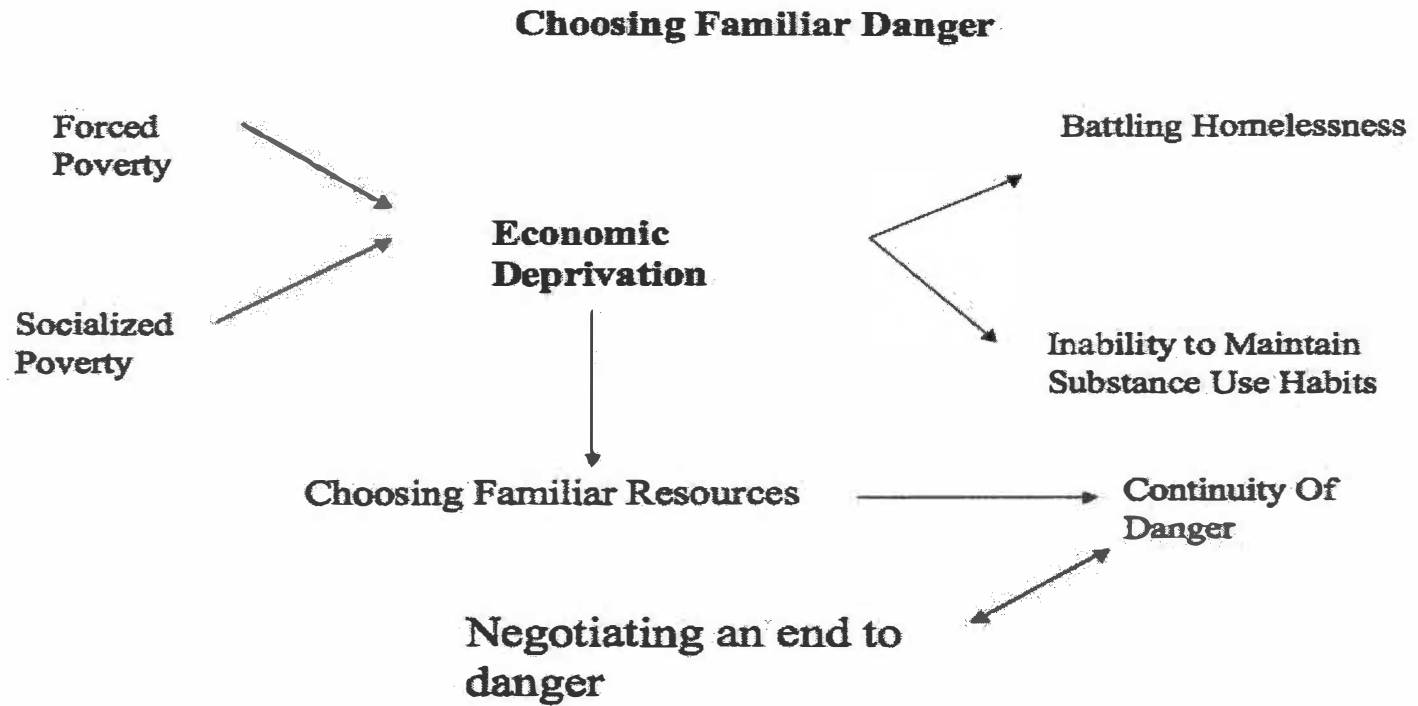 Choosing Familiar Danger
Forced
Poverty
Battling Homelessness
Economic
Deprivation
Socialized
Poverty
Inability to Maintain
Substance Use Habits
Choosing Familiar Resources
Continuity Of
Danger
Negotiating an end to
danger